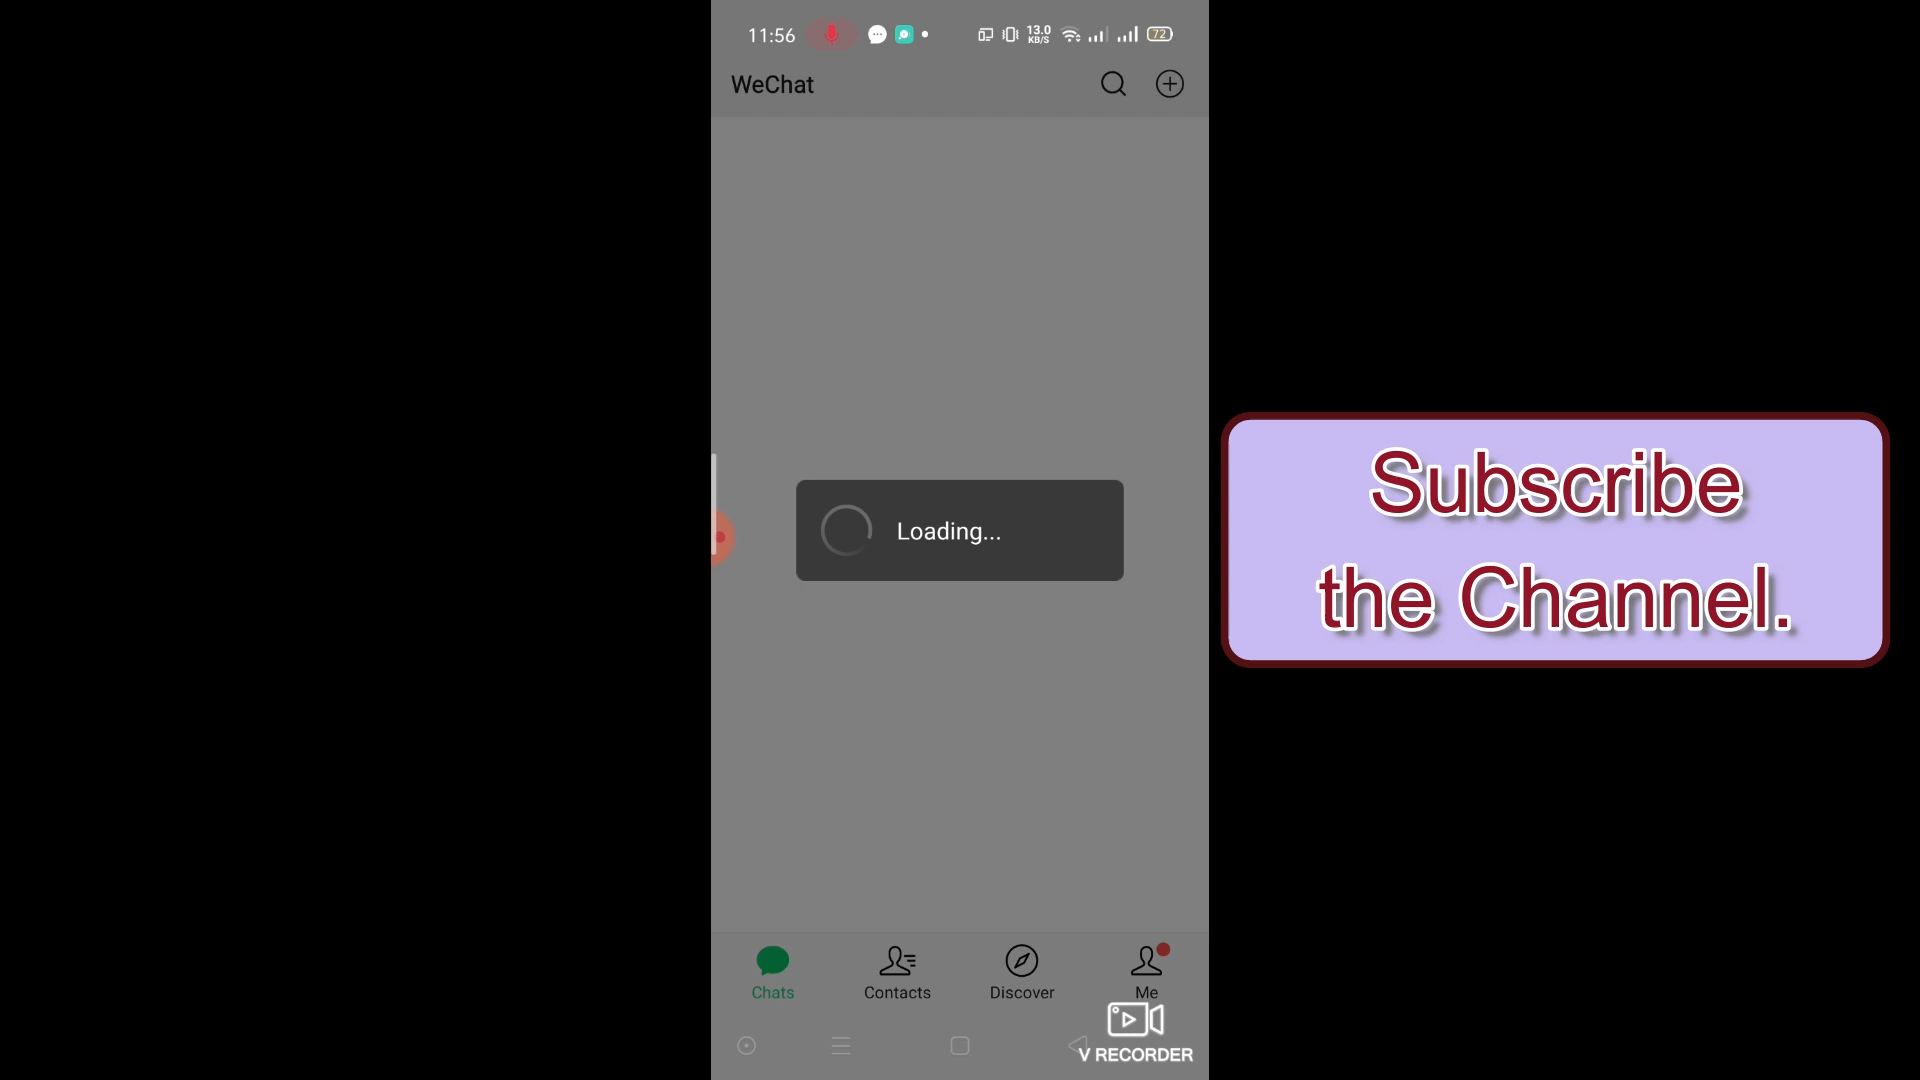 11:56
13.0
KB/S
72
WeChat
Loading...
Subscribe
the Channel.
Chats
Contacts
Discover
Me
V RECORDER